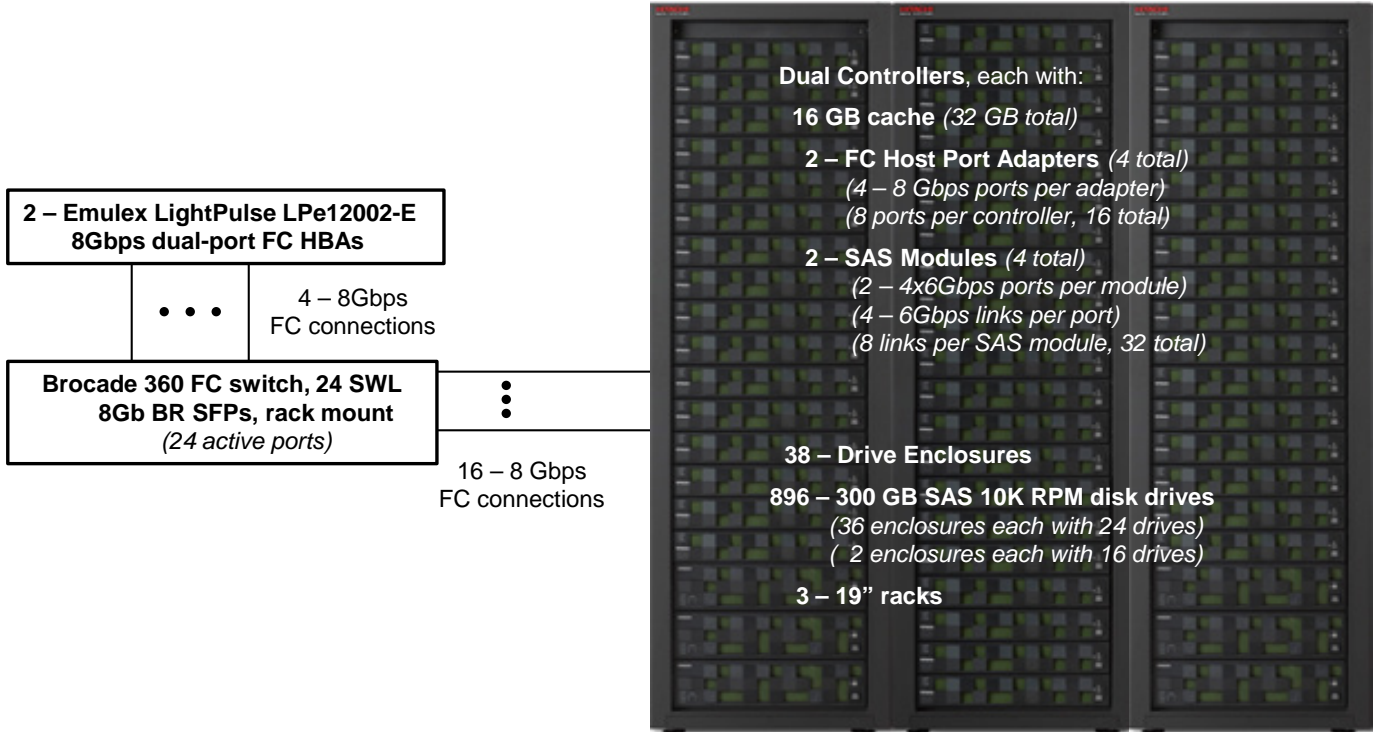 Dual Controllers, each with:
16 GB cache (32 GB total)
2 – FC Host Port Adapters (4 total)
(4 – 8 Gbps ports per adapter)
(8 ports per controller, 16 total)
2 – SAS Modules (4 total)
(2 – 4x6Gbps ports per module)
(4 – 6Gbps links per port)
(8 links per SAS module, 32 total)
2 – Emulex LightPulse LPe12002-E
8Gbps dual-port FC HBAs
4 – 8Gbps
FC connections
Brocade 360 FC switch, 24 SWL
8Gb BR SFPs, rack mount
(24 active ports)
16 – 8 Gbps
FC connections
38 – Drive Enclosures
896 – 300 GB SAS 10K RPM disk drives
(36 enclosures each with 24 drives)
( 2 enclosures each with 16 drives)
3 – 19” racks